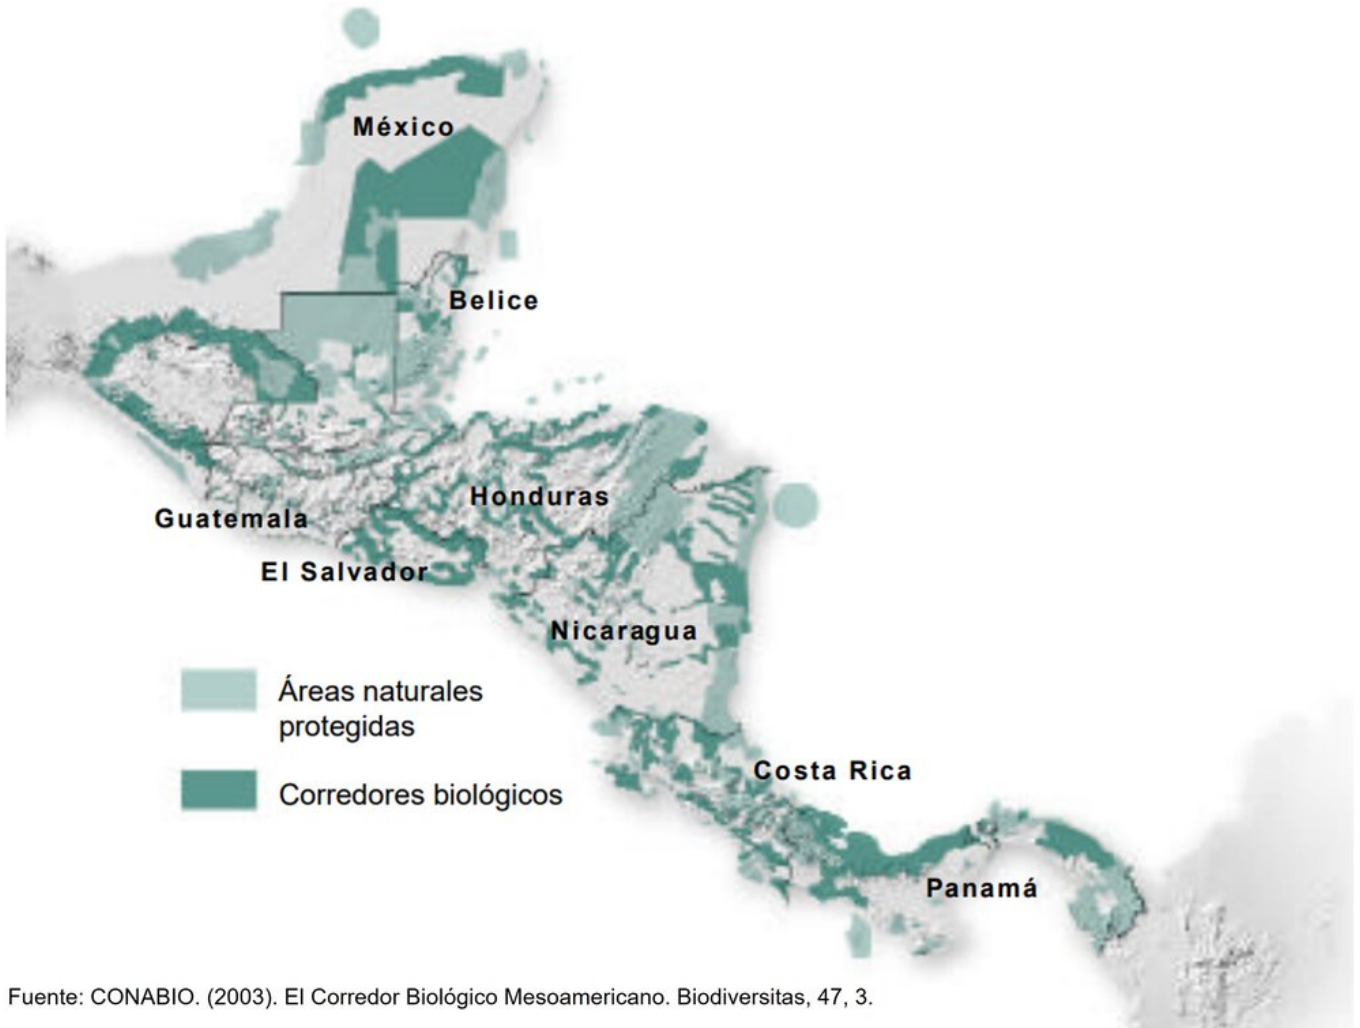 México
Belice
Honduras
Guatemala
El Salvador
Nicaragua
Áreas naturales
protegidas
Costa Rica
Corredores biológicos
Panamá
Fuente: CONABIO. (2003). El Corredor Biológico Mesoamericano. Biodiversitas, 47, 3.